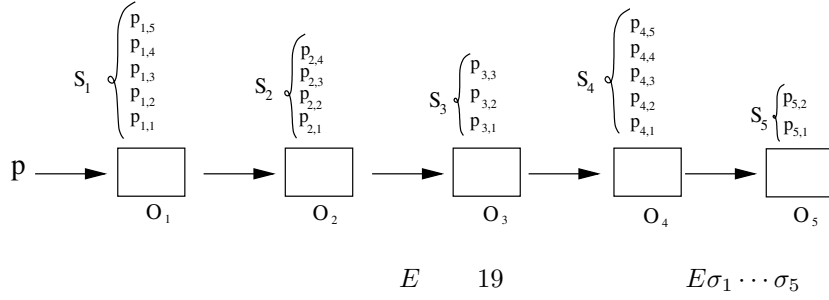 p₁,₅ p₄,₅
p₁,₄ p₂,₄ p₄,₄
S₁ p₁,₃ S₂ p₂,₃ p₃,₃ S₄ p₄,₃
p₁,₂ p₂,₂ S₃ p₃,₂ p₄,₂ S₅ p₅,₂
p₁,₁ p₂,₁ p₃,₁ p₄,₁ p₅,₁
p
O₁ O₂ O₃ O₄ O₅
E 19 Eσ₁ ⋯ σ₅